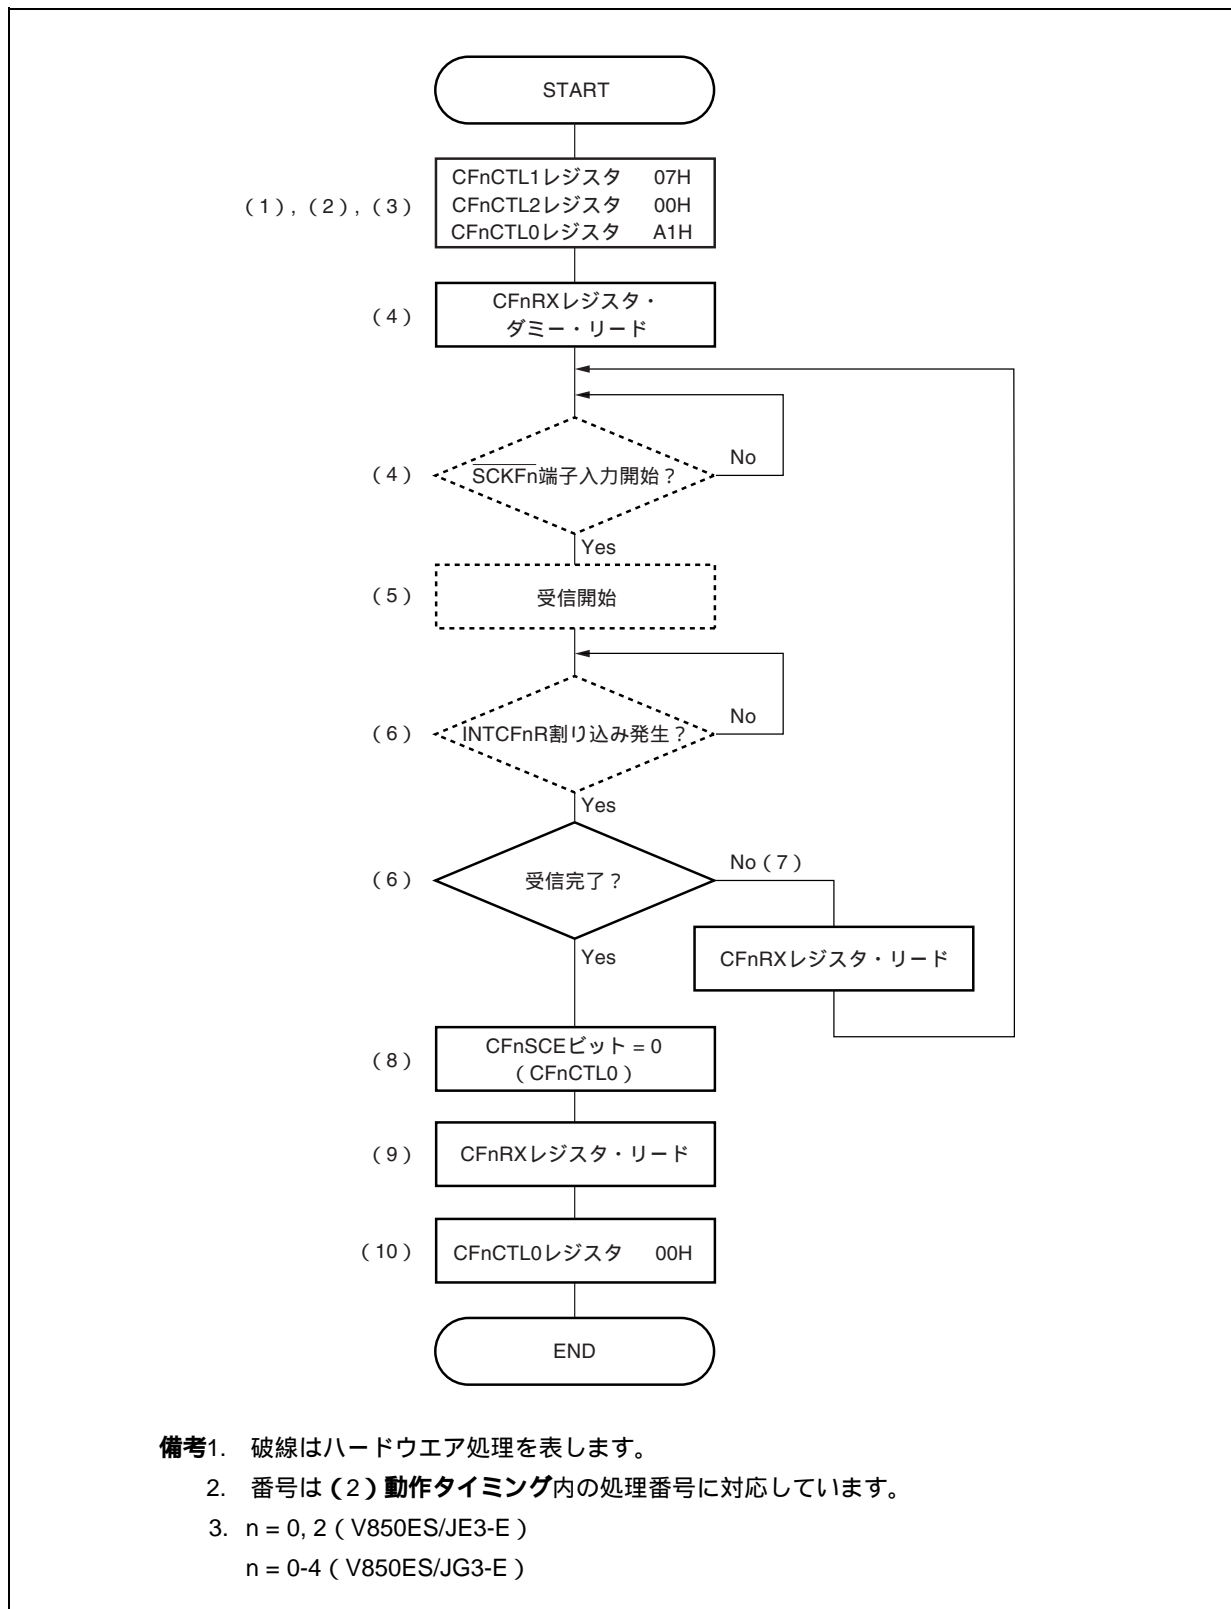 START
(1), (2), (3)
CFnCTL1レジスタ 07H
CFnCTL2レジスタ 00H
CFnCTL0レジスタ A1H
(4)
CFnRXレジスタ・
ダミー・リード
(4)
SCKFn端子入力開始？
No
Yes
(5)
受信開始
(6)
INTCFnR割り込み発生？
No
Yes
(6)
受信完了？
No (7)
Yes
CFnRXレジスタ・リード
(8)
CFnSCEビット = 0
(CFnCTL0)
(9)
CFnRXレジスタ・リード
(10)
CFnCTL0レジスタ 00H
END
備考1. 破線はハードウエア処理を表します。
2. 番号は(2)動作タイミング内の処理番号に対応しています。
3. n = 0, 2 (V850ES/JE3-E)
n = 0-4 (V850ES/JG3-E)